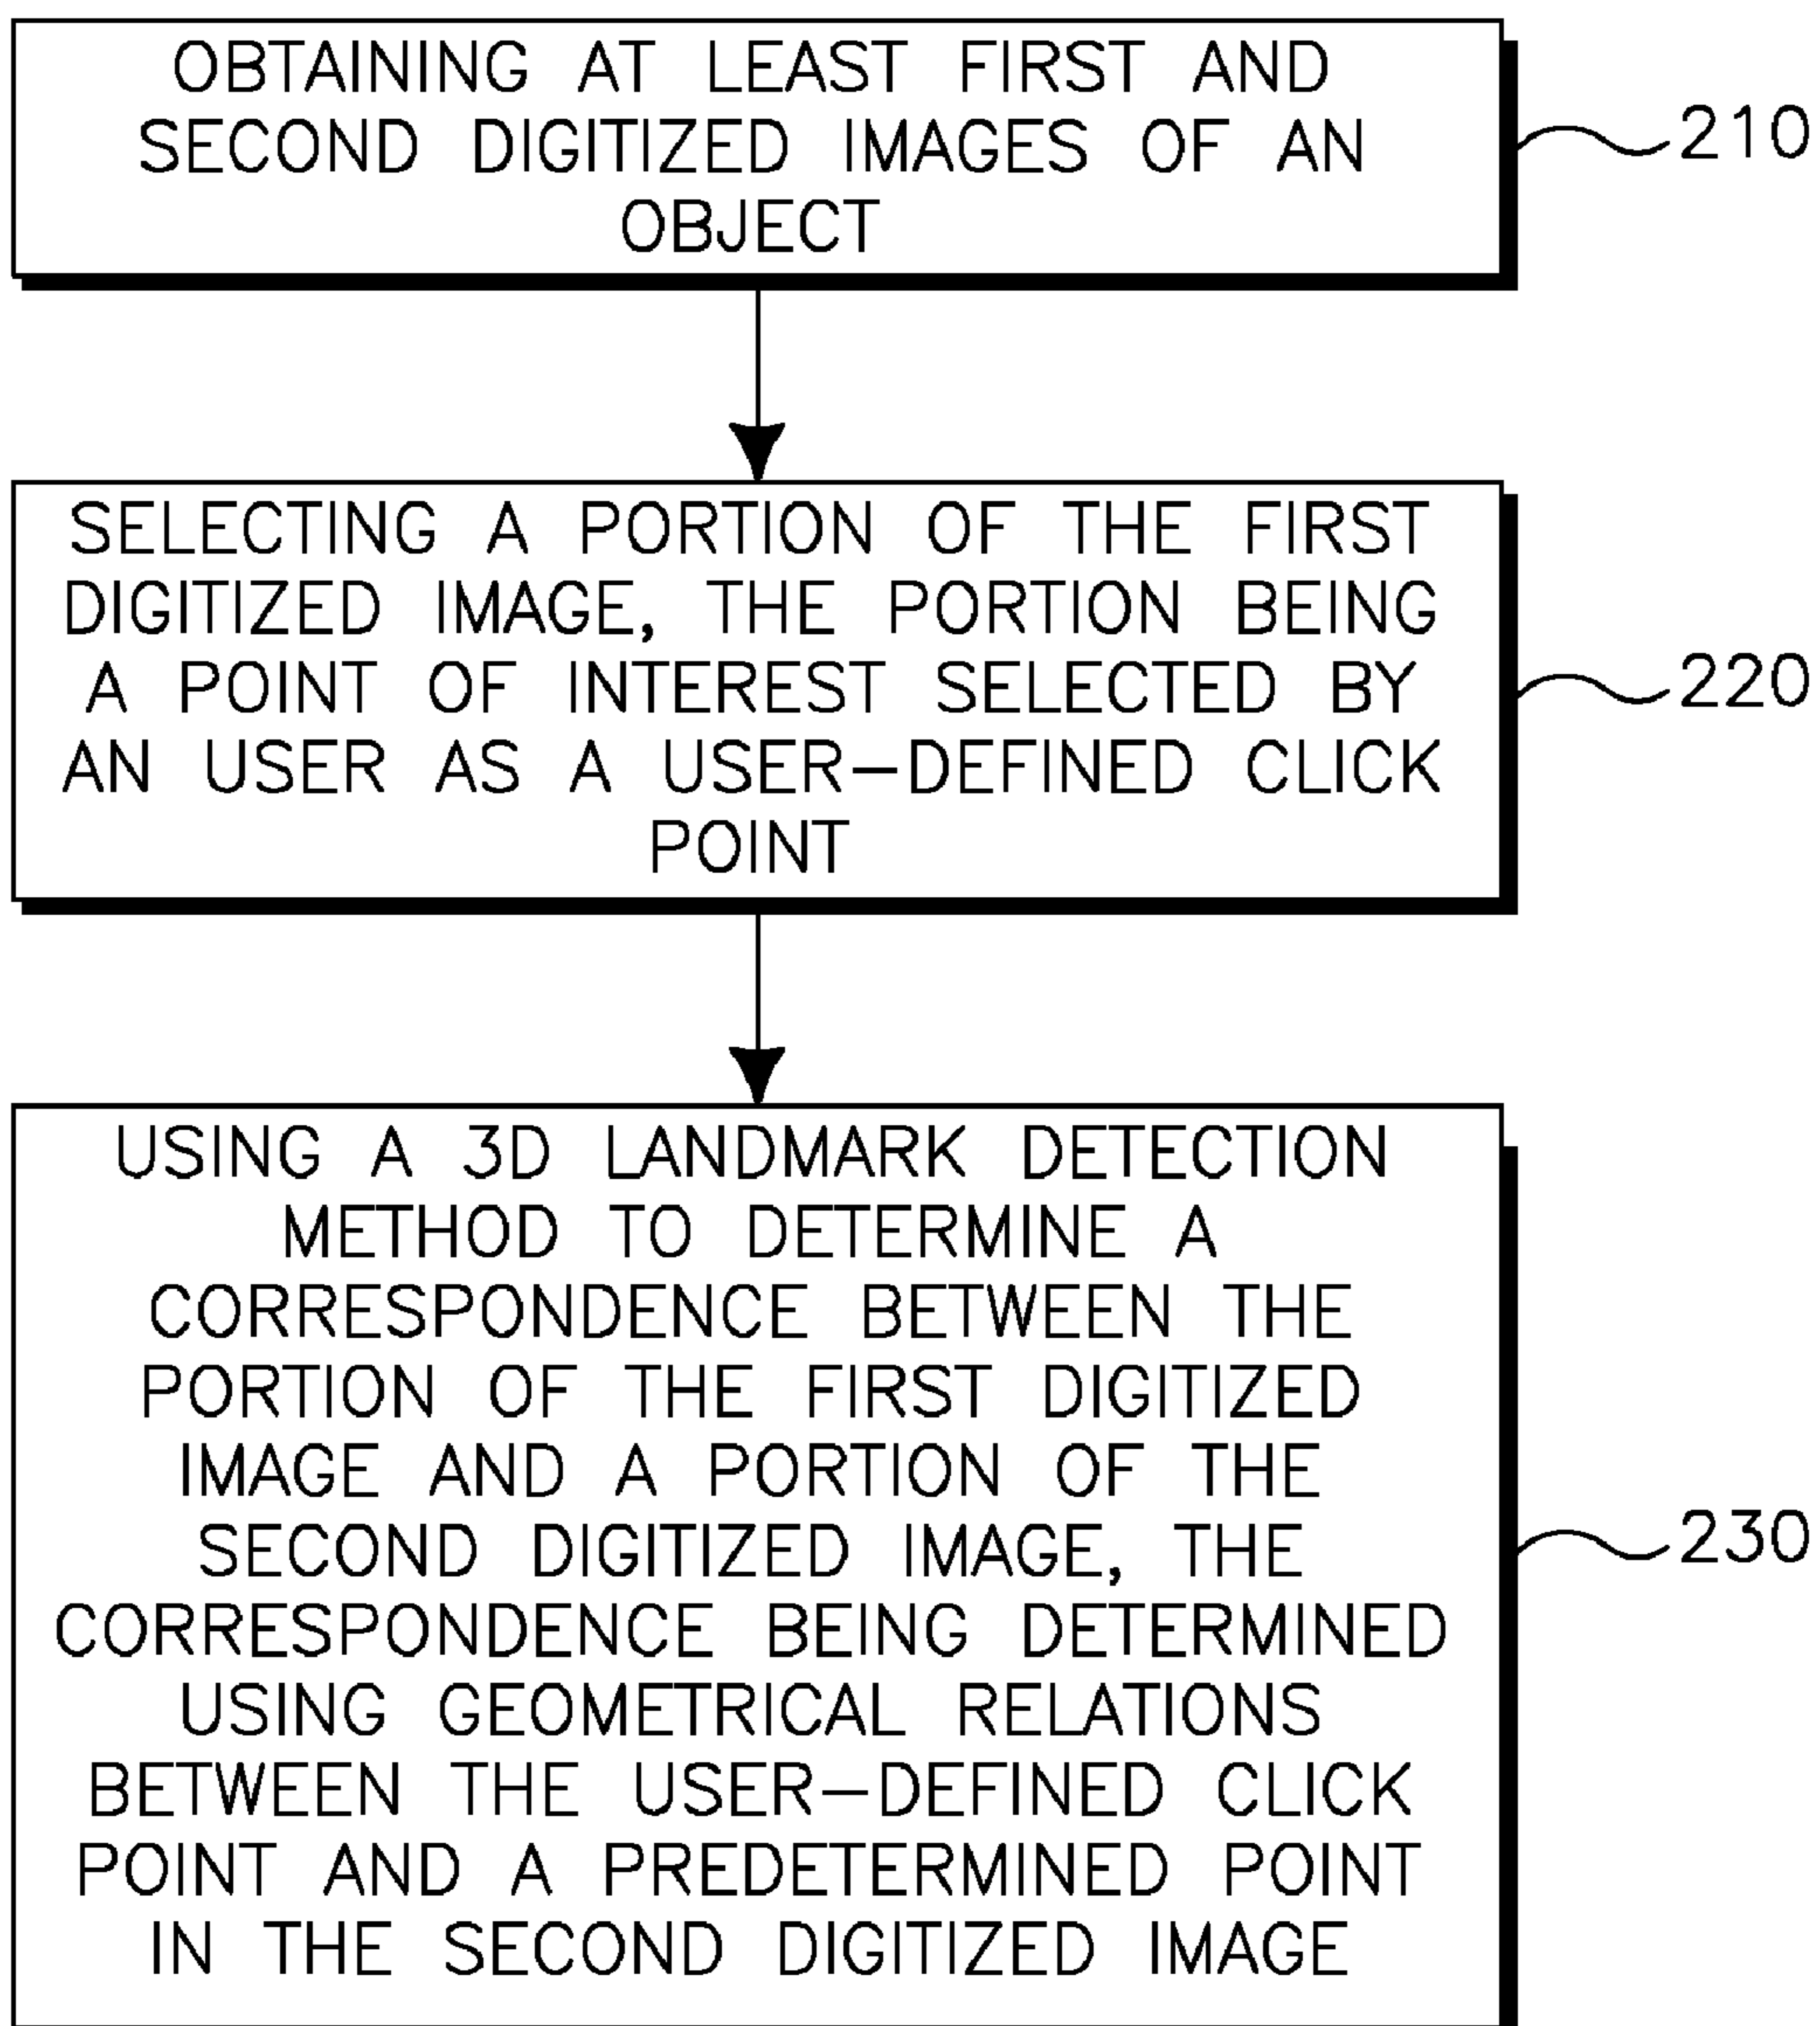 OBTAINING AT LEAST FIRST AND
SECOND DIGITIZED IMAGES OF AN
OBJECT
210
SELECTING A PORTION OF THE FIRST
DIGITIZED IMAGE, THE PORTION BEING
A POINT OF INTEREST SELECTED BY
AN USER AS A USER-DEFINED CLICK
POINT
220
USING A 3D LANDMARK DETECTION
METHOD TO DETERMINE A
CORRESPONDENCE BETWEEN THE
PORTION OF THE FIRST DIGITIZED
IMAGE AND A PORTION OF THE
SECOND DIGITIZED IMAGE, THE
CORRESPONDENCE BEING DETERMINED
USING GEOMETRICAL RELATIONS
BETWEEN THE USER-DEFINED CLICK
POINT AND A PREDETERMINED POINT
IN THE SECOND DIGITIZED IMAGE
230